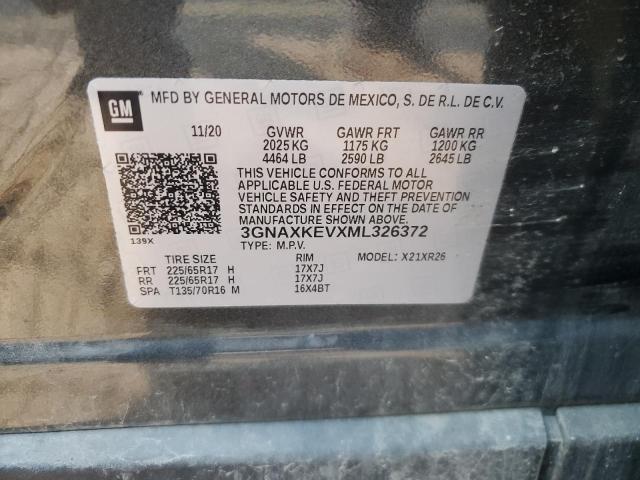 GM
MFD BY GENERAL MOTORS DE MEXICO, S. DE R.L. DE C.V.
11/20 GVWR GAWR FRT GAWR RR
2025 KG 1175 KG 1200 KG
4464 LB 2590 LB 2645 LB
THIS VEHICLE CONFORMS TO ALL
APPLICABLE U.S. FEDERAL MOTOR
VEHICLE SAFETY AND THEFT PREVENTION
STANDARDS IN EFFECT ON THE DATE OF
MANUFACTURE SHOWN ABOVE.
139X 3GNAXKEVXML326372
TYPE: M.P.V. MODEL: X21XR26
TIRE SIZE RIM
FRT 225/65R17 H 17X7J
RR 225/65R17 H 17X7J
SPA T135/70R16 M 16X4BT